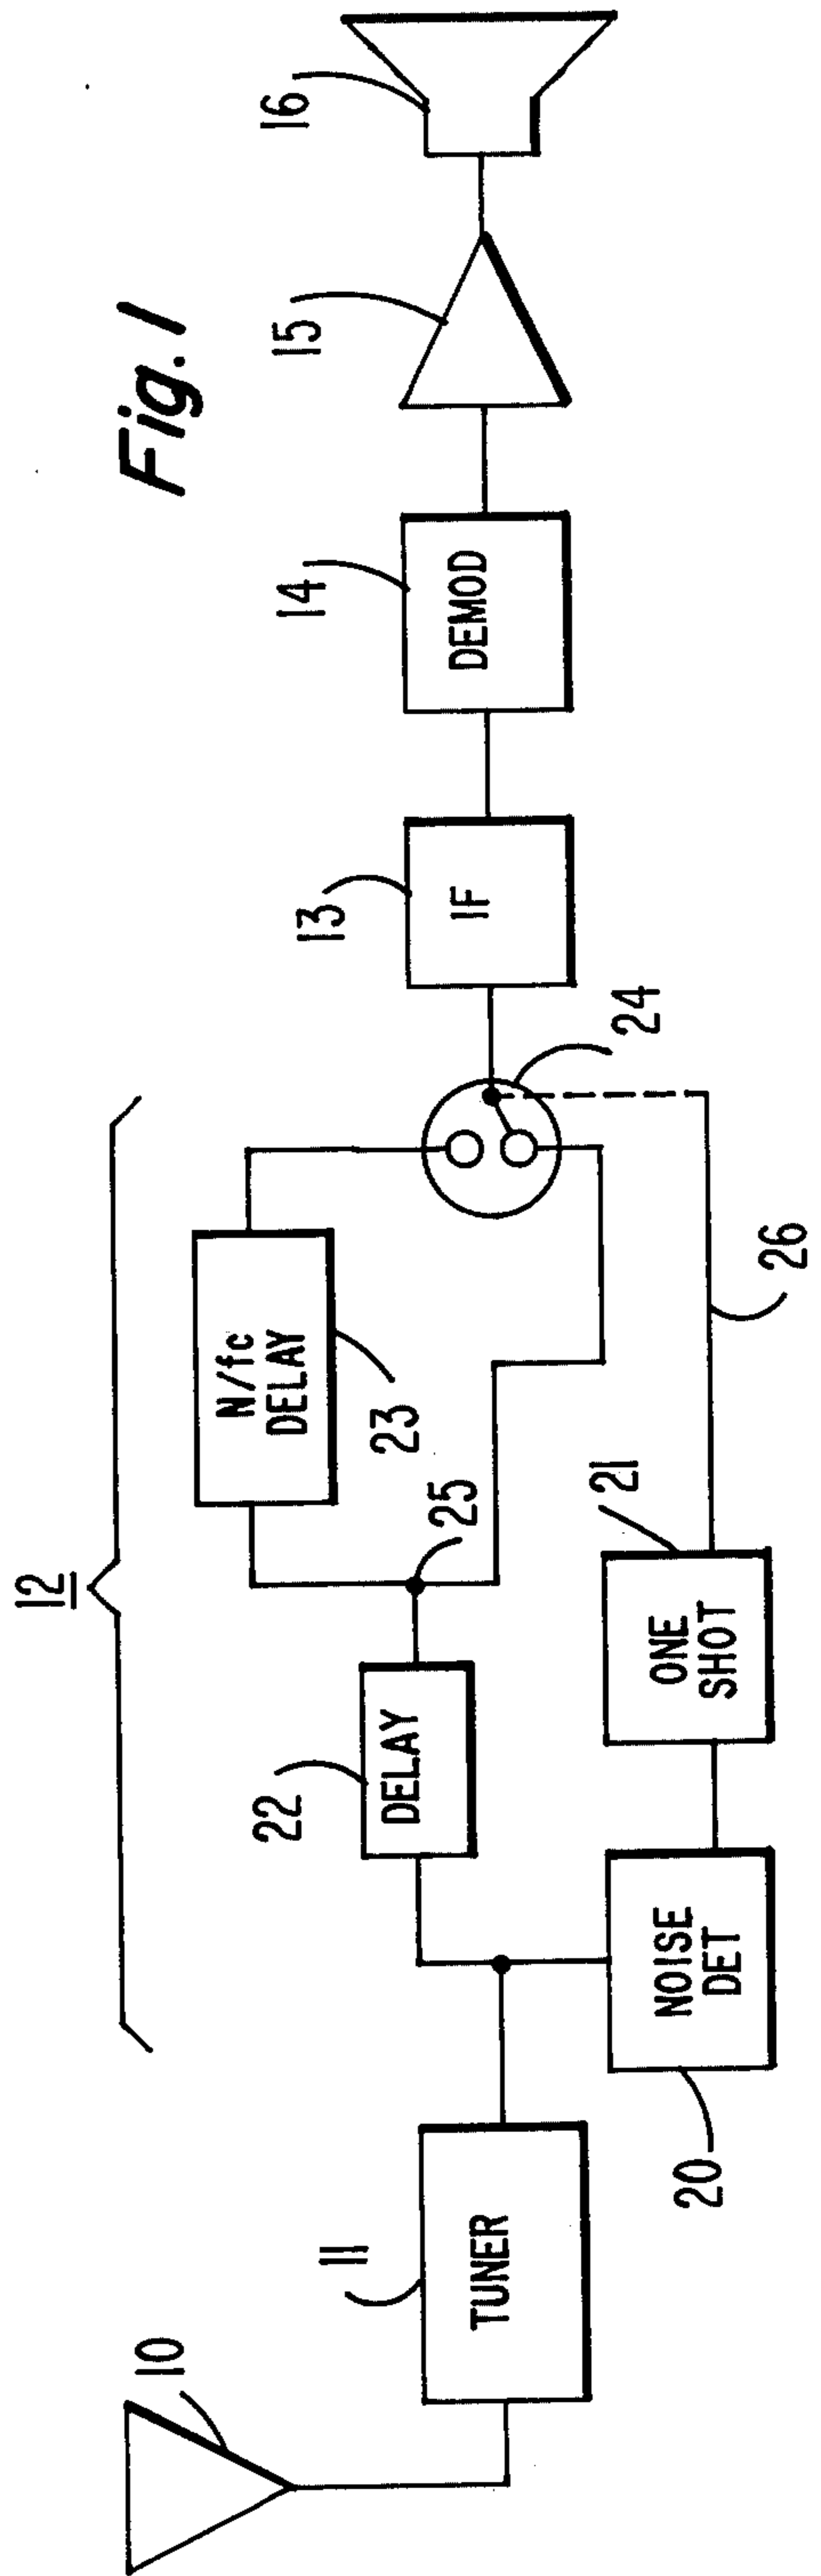 Fig. 1
12
10
11
TUNER
20
NOISE
DET
22
DELAY
21
ONE
SHOT
25
N/fc
DELAY
23
26
24
13
IF
14
DEMOD
15
16